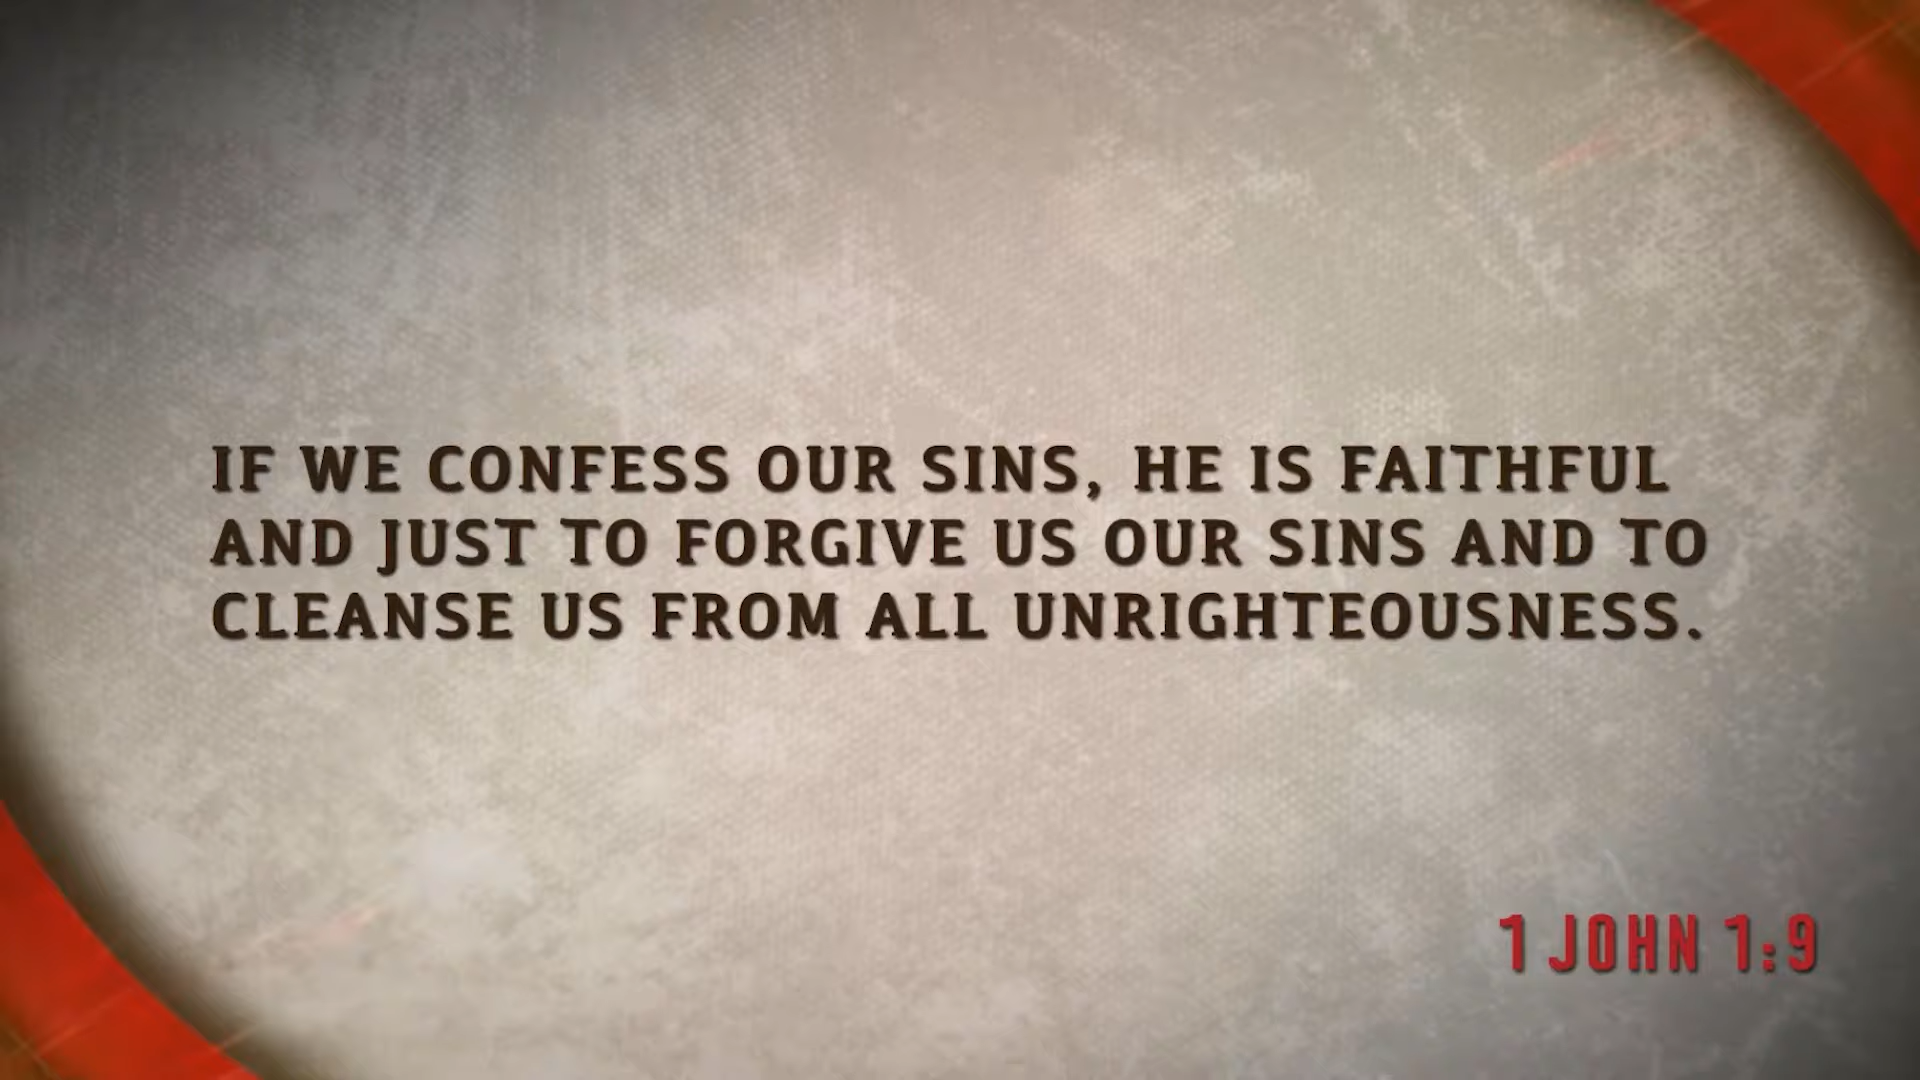 IF WE CONFESS OUR SINS, HE IS FAITHFUL
AND JUST TO FORGIVE US OUR SINS AND TO
CLEANSE US FROM ALL UNRIGHTEOUSNESS.
1 JOHN 1:9